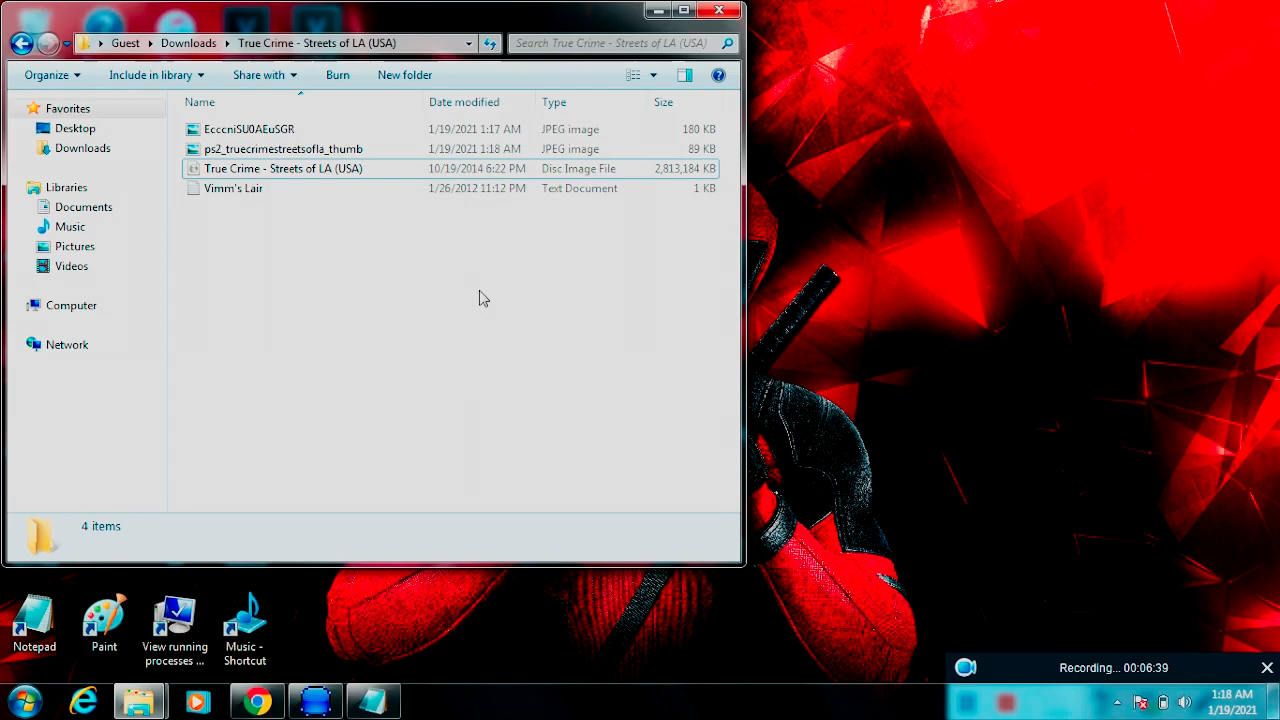 Guest Downloads True Crime - Streets of LA (USA)
Search True Crime - Streets of LA (USA)
Organize Include in library Share with Burn New folder
Favorites
Desktop
Downloads
Libraries
Documents
Music
Pictures
Videos
Computer
Network
Name Date modified Type Size
EcccniSU0AEuSGR 1/19/2021 1:17 AM JPEG image 180 KB
ps2_truecrimestreetsofla_thumb 1/19/2021 1:18 AM JPEG image 89 KB
True Crime - Streets of LA (USA) 10/19/2014 6:22 PM Disc Image File 2,813,184 KB
Vimm's Lair 1/26/2012 11:12 PM Text Document 1 KB
4 items
Notepad
Paint
View running
processes ...
Music -
Shortcut
Recording... 00:06:39
1:18 AM
1/19/2021